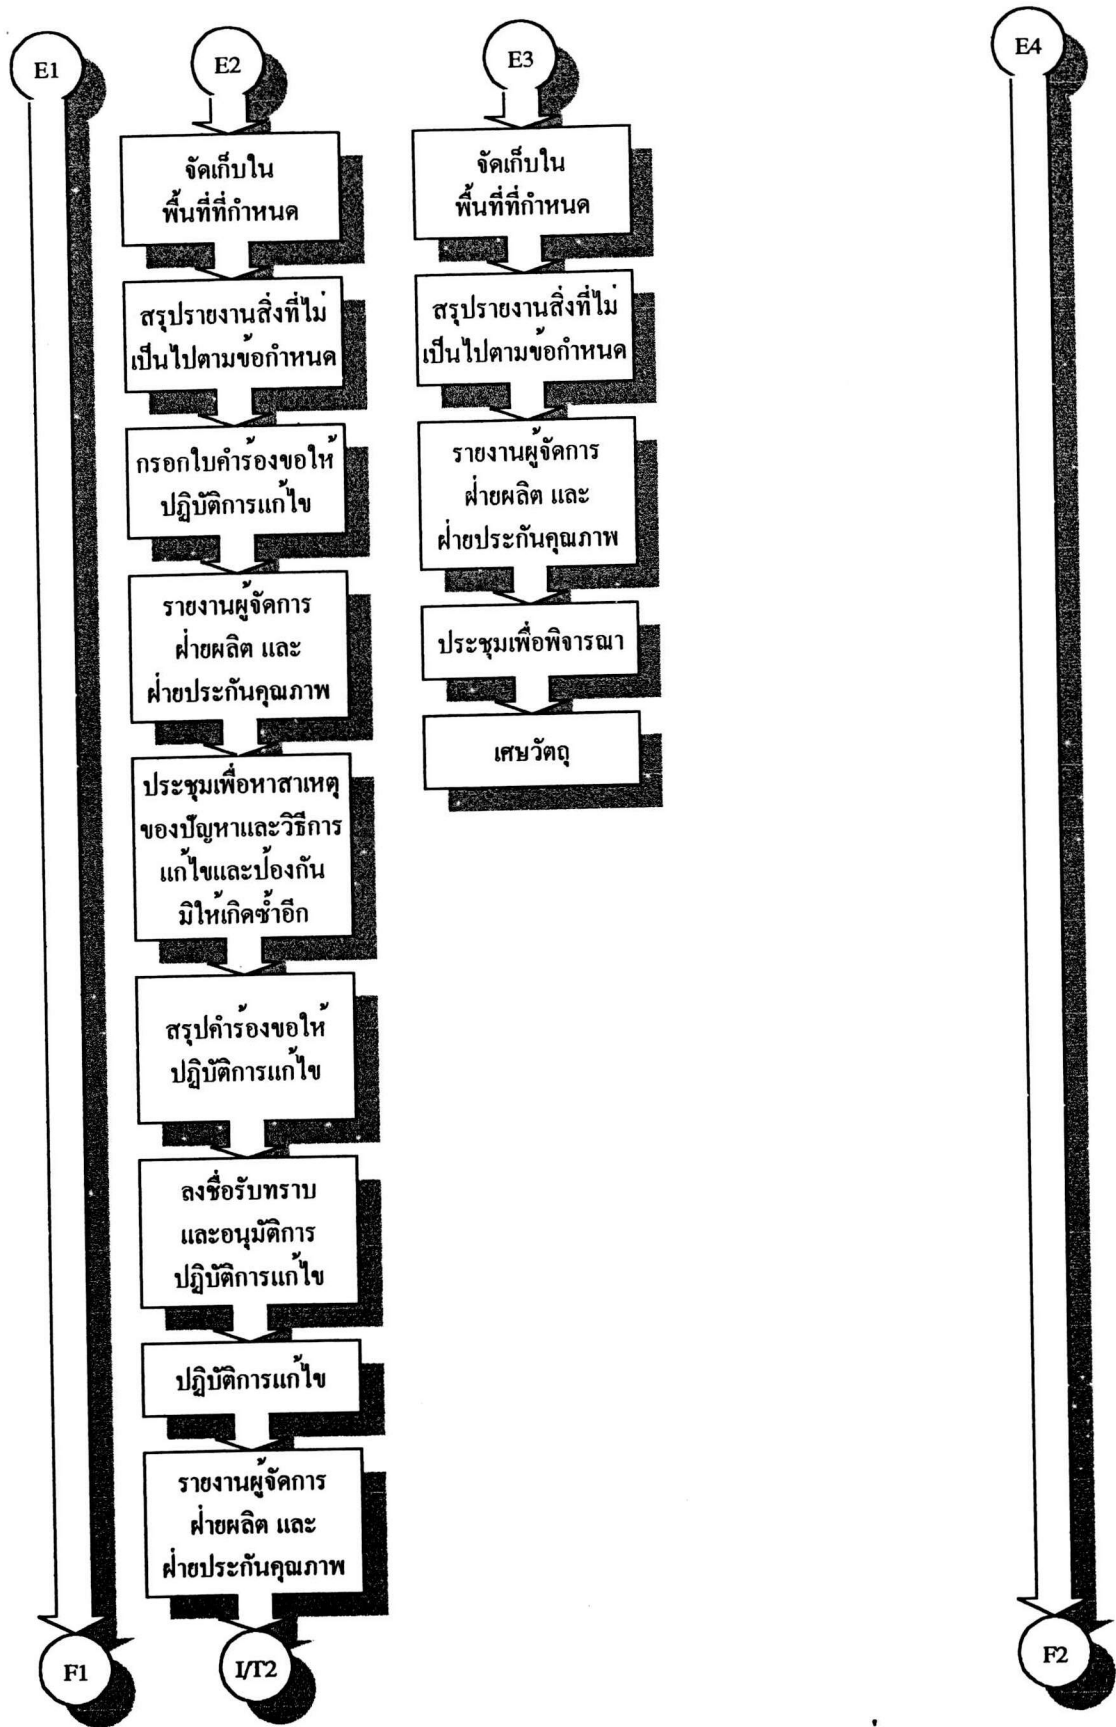 E1
E2
E3
E4
จัดเก็บใน
พื้นที่ที่กำหนด
สรุปรายงานสิ่งที่ไม่
เป็นไปตามข้อกำหนด
กรอกใบคำร้องขอให้
ปฏิบัติการแก้ไข
รายงานผู้จัดการ
ฝ่ายผลิต และ
ฝ่ายประกันคุณภาพ
ประชุมเพื่อหาสาเหตุ
ของปัญหาและวิธีการ
แก้ไขและป้องกัน
มิให้เกิดซ้ำอีก
สรุปคำร้องขอให้
ปฏิบัติการแก้ไข
ลงชื่อรับทราบ
และอนุมัติการ
ปฏิบัติการแก้ไข
ปฏิบัติการแก้ไข
รายงานผู้จัดการ
ฝ่ายผลิต และ
ฝ่ายประกันคุณภาพ
จัดเก็บใน
พื้นที่ที่กำหนด
สรุปรายงานสิ่งที่ไม่
เป็นไปตามข้อกำหนด
รายงานผู้จัดการ
ฝ่ายผลิต และ
ฝ่ายประกันคุณภาพ
ประชุมเพื่อพิจารณา
เศษวัตถุ
F1
I/T2
F2